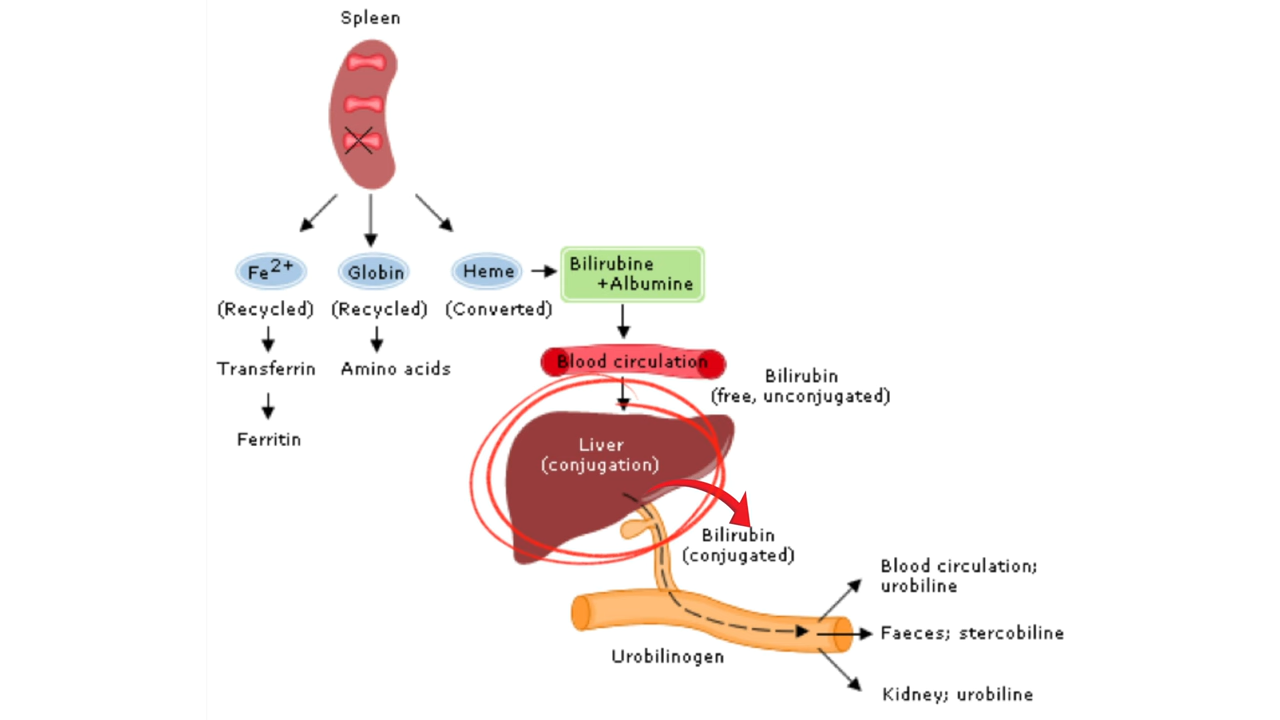 Spleen
Fe2+
Globin
Heme
Bilirubine
+Albumine
(Recycled)
(Recycled)
(Converted)
Transferrin
Amino acids
Ferritin
Blood circulation
Bilirubin
(free, unconjugated)
Liver
(conjugation)
Bilirubin
(conjugated)
Blood circulation;
urobiline
Faeces; stercobiline
Urobilinogen
Kidney; urobiline